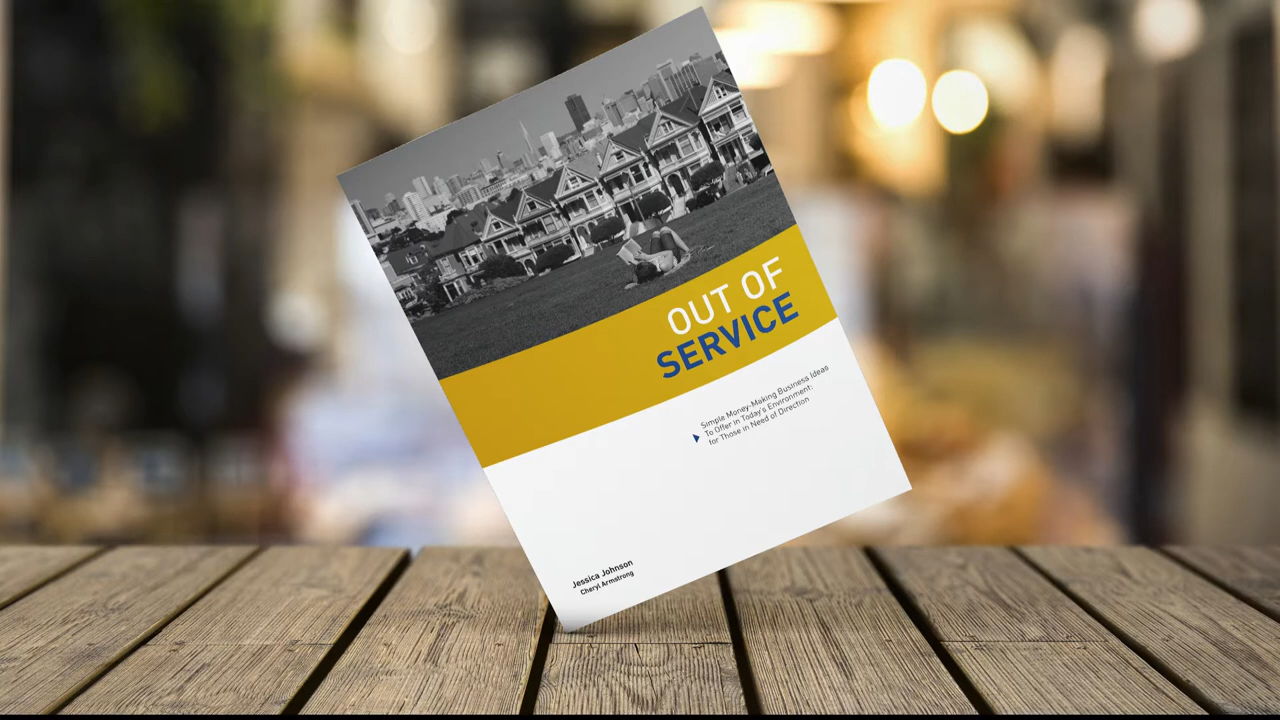 OUT OF
SERVICE
Simple Money-Making Business Ideas
To Offer in Today's Environment:
for Those in Need of Direction
Jessica Johnson
Cheryl Armstrong